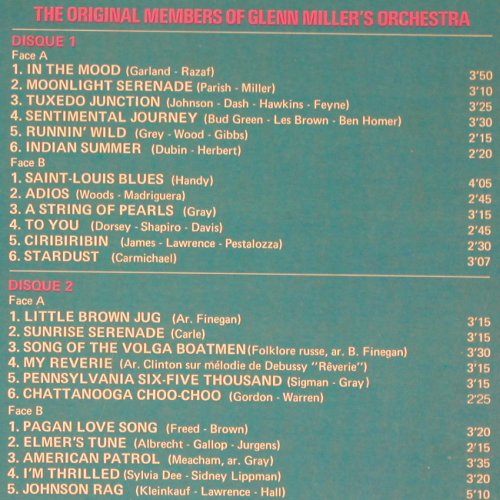 THE ORIGINAL MEMBERS OF GLENN MILLER'S ORCHESTRA
DISQUE 1
Face A
1. IN THE MOOD (Garland - Razaf) 3'50
2. MOONLIGHT SERENADE (Parish - Miller) 3'10
3. TUXEDO JUNCTION (Johnson - Dash - Hawkins - Feyne) 3'25
4. SENTIMENTAL JOURNEY (Bud Green - Les Brown - Ben Homer) 3'30
5. RUNNIN' WILD (Grey - Wood - Gibbs) 2'15
6. INDIAN SUMMER (Dubin - Herbert) 2'20
Face B
1. SAINT-LOUIS BLUES (Handy) 4'05
2. ADIOS (Woods - Madriguera) 2'45
3. A STRING OF PEARLS (Gray) 3'15
4. TO YOU (Dorsey - Shapiro - Davis) 2'45
5. CIRIBIRIBIN (James - Lawrence - Pestalozza) 2'30
6. STARDUST (Carmichael) 3'07
DISQUE 2
Face A
1. LITTLE BROWN JUG (Ar. Finegan) 3'15
2. SUNRISE SERENADE (Carle) 3'15
3. SONG OF THE VOLGA BOATMEN (Folklore russe, ar. B. Finegan) 3'30
4. MY REVERIE (Ar. Clinton sur mélodie de Debussy "Rêverie") 3'15
5. PENNSYLVANIA SIX-FIVE THOUSAND (Sigman - Gray) 3'15
6. CHATTANOOGA CHOO-CHOO (Gordon - Warren) 2'25
Face B
1. PAGAN LOVE SONG (Freed - Brown) 3'20
2. ELMER'S TUNE (Albrecht - Gallop - Jurgens) 2'15
3. AMERICAN PATROL (Meacham, ar. Gray) 3'35
4. I'M THRILLED (Sylvia Dee - Sidney Lippman) 3'20
5. JOHNSON RAG (Kleinkauf - Lawrence - Hall) 5'10